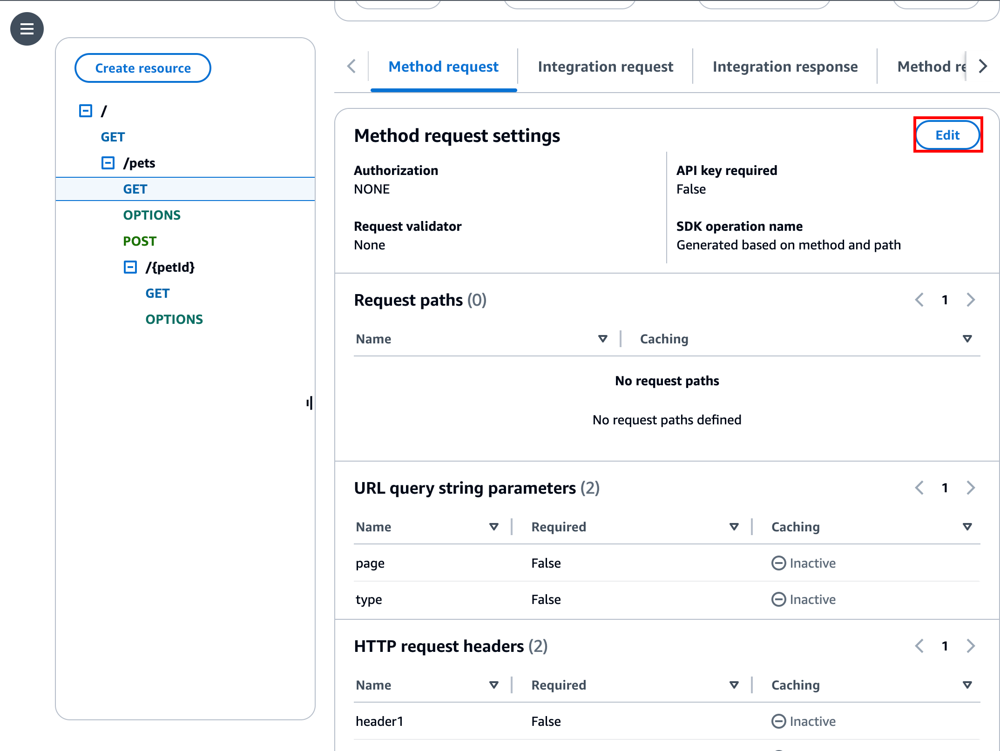 Create resource
/
GET
/pets
GET
OPTIONS
POST
/{petId}
GET
OPTIONS
Method request Integration request Integration response Method re
Method request settings
Edit
Authorization
NONE
API key required
False
Request validator
None
SDK operation name
Generated based on method and path
Request paths (0)
1
Name Caching
No request paths
No request paths defined
URL query string parameters (2)
1
Name Required Caching
page False Inactive
type False Inactive
HTTP request headers (2)
1
Name Required Caching
header1 False Inactive